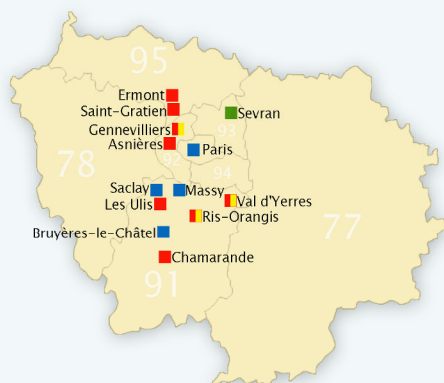 95
Ermont
Saint-Gratien
Sevran
Gennevilliers
93
Asnières
Paris
92
78
94
Saclay
Massy
Les Ulis
Val d'Yerres
Ris-Orangis
77
Bruyères-le-Châtel
Chamarande
91